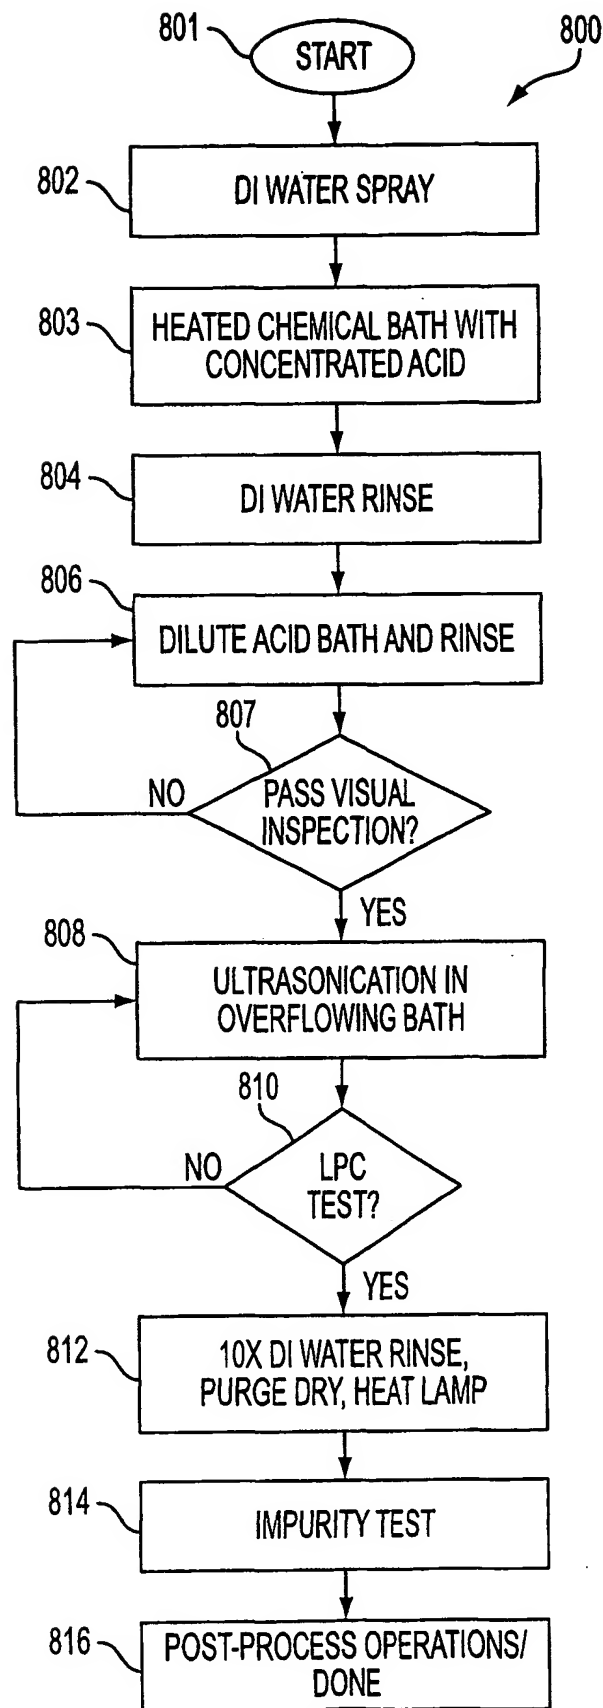 801
START
800
802
DI WATER SPRAY
803
HEATED CHEMICAL BATH WITH
CONCENTRATED ACID
804
DI WATER RINSE
806
DILUTE ACID BATH AND RINSE
807
NO
PASS VISUAL
INSPECTION?
YES
808
ULTRASONICATION IN
OVERFLOWING BATH
810
NO
LPC
TEST?
YES
812
10X DI WATER RINSE,
PURGE DRY, HEAT LAMP
814
IMPURITY TEST
816
POST-PROCESS OPERATIONS/
DONE